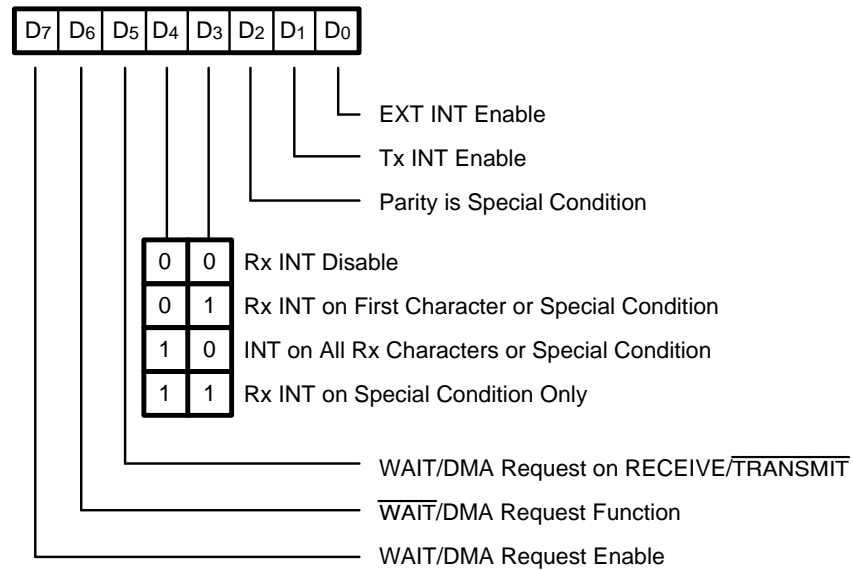 D7 D6 D5 D4 D3 D2 D1 D0
EXT INT Enable
Tx INT Enable
Parity is Special Condition
0 0 Rx INT Disable
0 1 Rx INT on First Character or Special Condition
1 0 INT on All Rx Characters or Special Condition
1 1 Rx INT on Special Condition Only
WAIT/DMA Request on RECEIVE/T̅R̅A̅N̅S̅M̅I̅T̅
W̅A̅I̅T̅/DMA Request Function
WAIT/DMA Request Enable